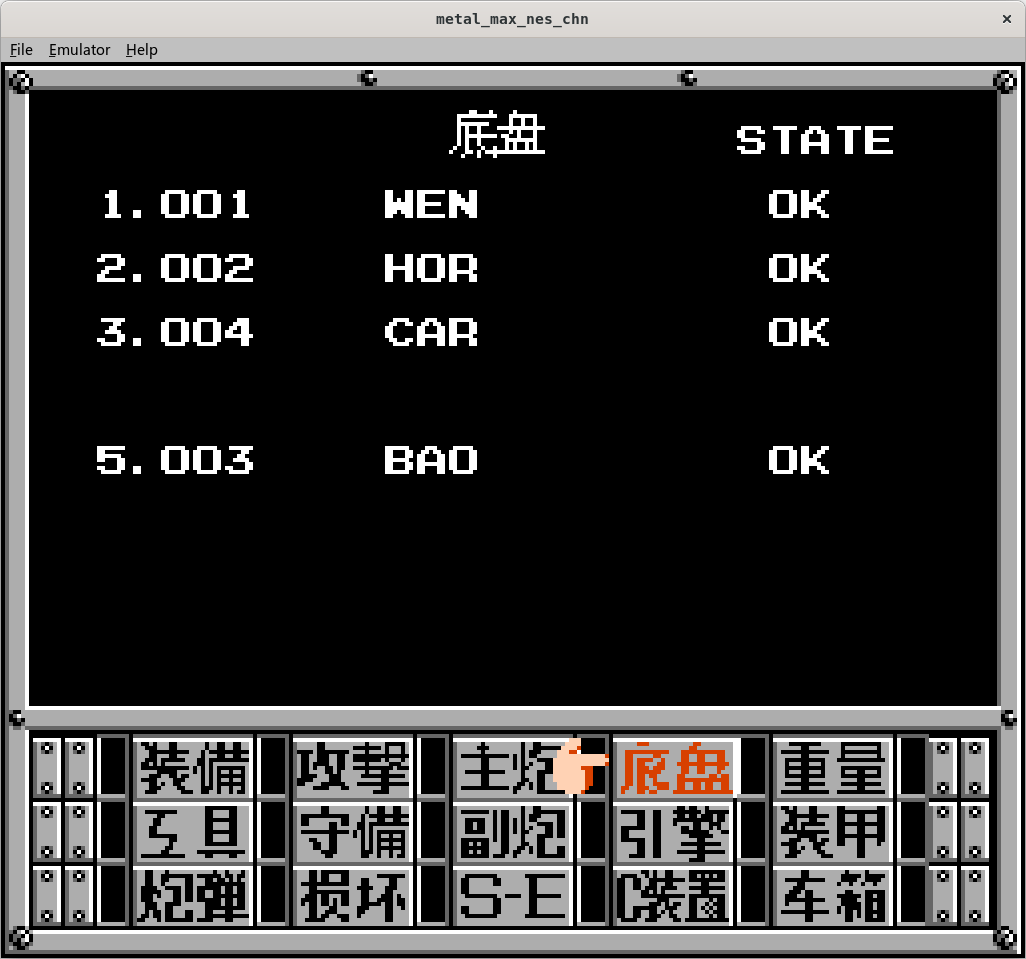 metal_max_nes_chn
File Emulator Help
底盘 STATE
1.001 WEN OK
2.002 HOR OK
3.004 CAR OK
5.003 BAO OK
装備 攻撃 主炮 底盘 重量
工具 守備 副炮 引擎 装甲
炮弹 损坏 S-E C装置 车箱